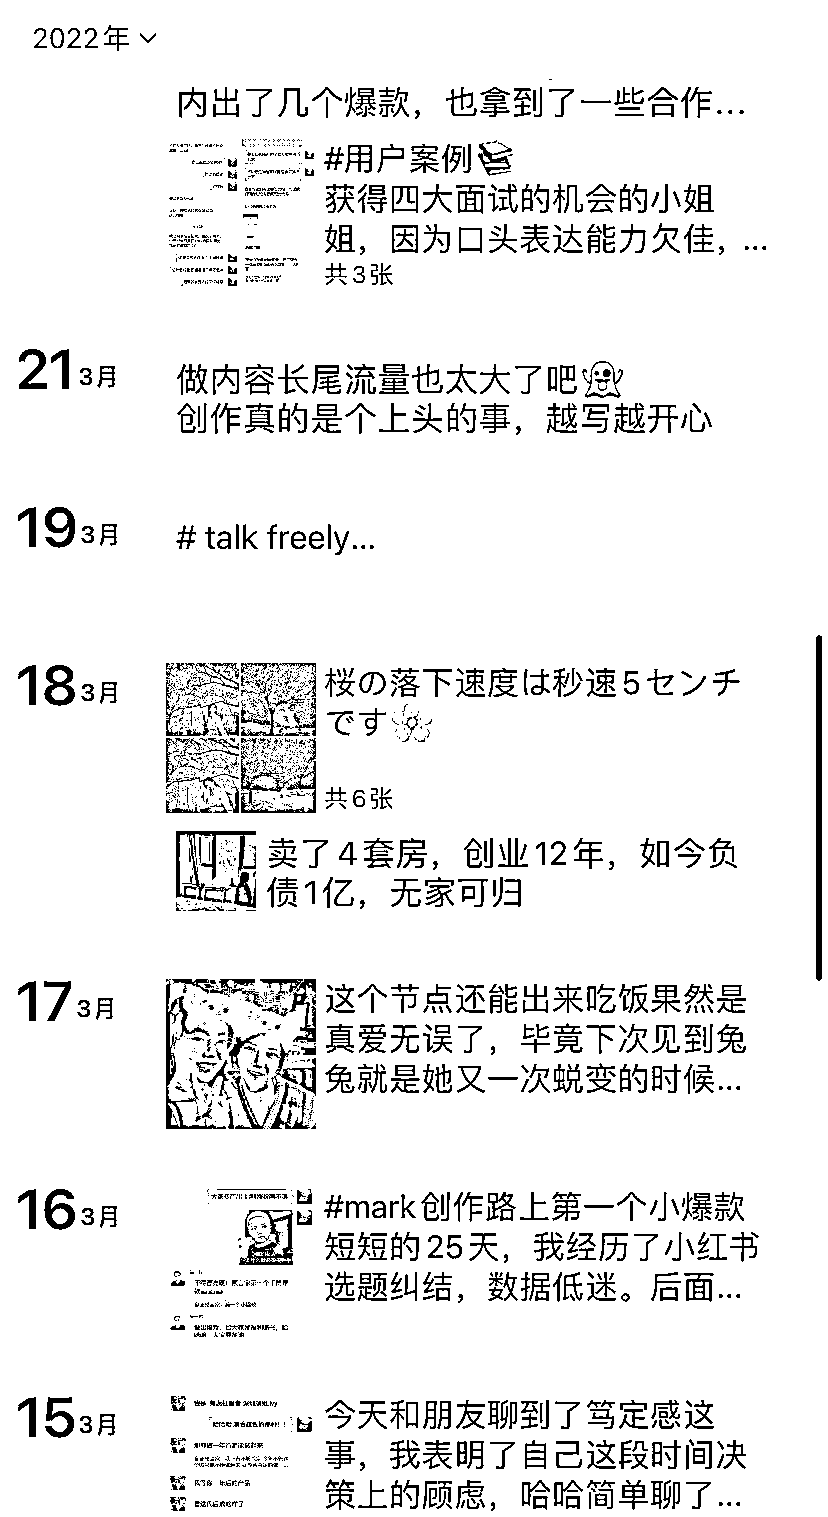 2022年
内出了几个爆款，也拿到了一些合作...
#用户案例📚
获得四大面试的机会的小姐
姐，因为口头表达能力欠佳，...
共3张
21 3月
做内容长尾流量也太大了吧👻
创作真的是个上头的事，越写越开心
19 3月
# talk freely...
18 3月
桜の落下速度は秒速5センチ
です🌸
共6张
卖了4套房，创业12年，如今负
债1亿，无家可归
17 3月
这个节点还能出来吃饭果然是
真爱无误了，毕竟下次见到兔
兔就是她又一次蜕变的时候...
16 3月
#mark创作路上第一个小爆款
短短的25天，我经历了小红书
选题纠结，数据低迷。后面...
15 3月
今天和朋友聊到了笃定感这
事，我表明了自己这段时间决
策上的顾虑，哈哈简单聊了...